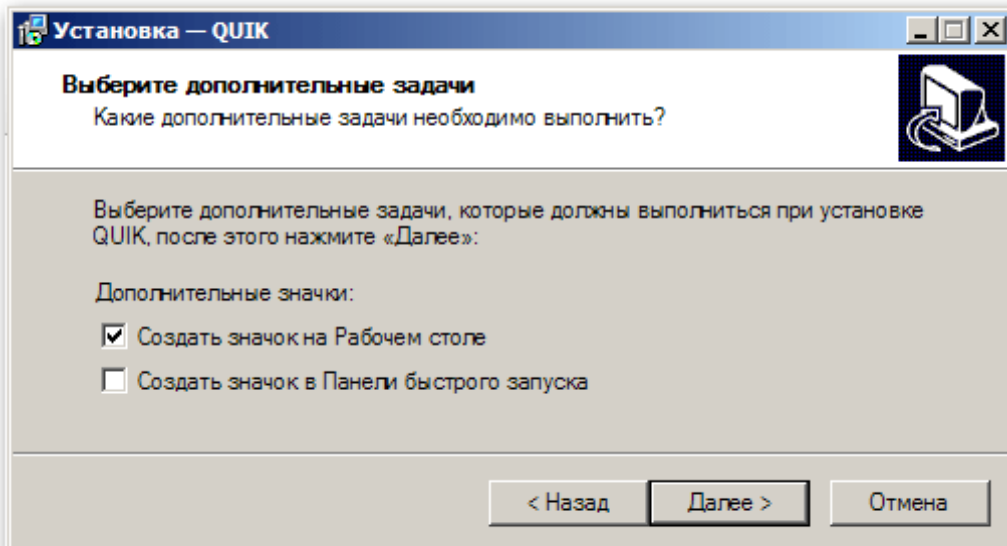 Установка — QUIK
Выберите дополнительные задачи
Какие дополнительные задачи необходимо выполнить?
Выберите дополнительные задачи, которые должны выполниться при установке
QUIK, после этого нажмите «Далее»:
Дополнительные значки:
Создать значок на Рабочем столе
Создать значок в Панели быстрого запуска
< Назад
Далее >
Отмена